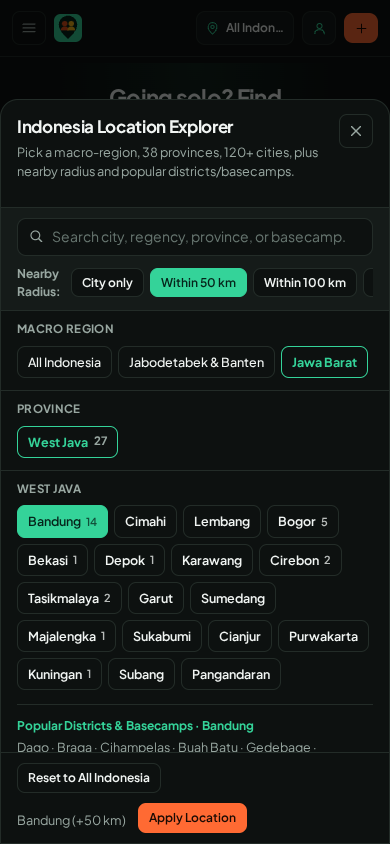 All Indon...
Going solo? Find
Indonesia Location Explorer
Pick a macro-region, 38 provinces, 120+ cities, plus
nearby radius and popular districts/basecamps.
Search city, regency, province, or basecamp.
Nearby
Radius:
City only
Within 50 km
Within 100 km
MACRO REGION
All Indonesia
Jabodetabek & Banten
Jawa Barat
PROVINCE
West Java 27
WEST JAVA
Bandung 14
Cimahi
Lembang
Bogor 5
Bekasi 1
Depok 1
Karawang
Cirebon 2
Tasikmalaya 2
Garut
Sumedang
Majalengka 1
Sukabumi
Cianjur
Purwakarta
Kuningan 1
Subang
Pangandaran
Popular Districts & Basecamps · Bandung
Dago · Braga · Cihampelas · Buah Batu · Gedebage ·
Reset to All Indonesia
Bandung (+50 km)
Apply Location